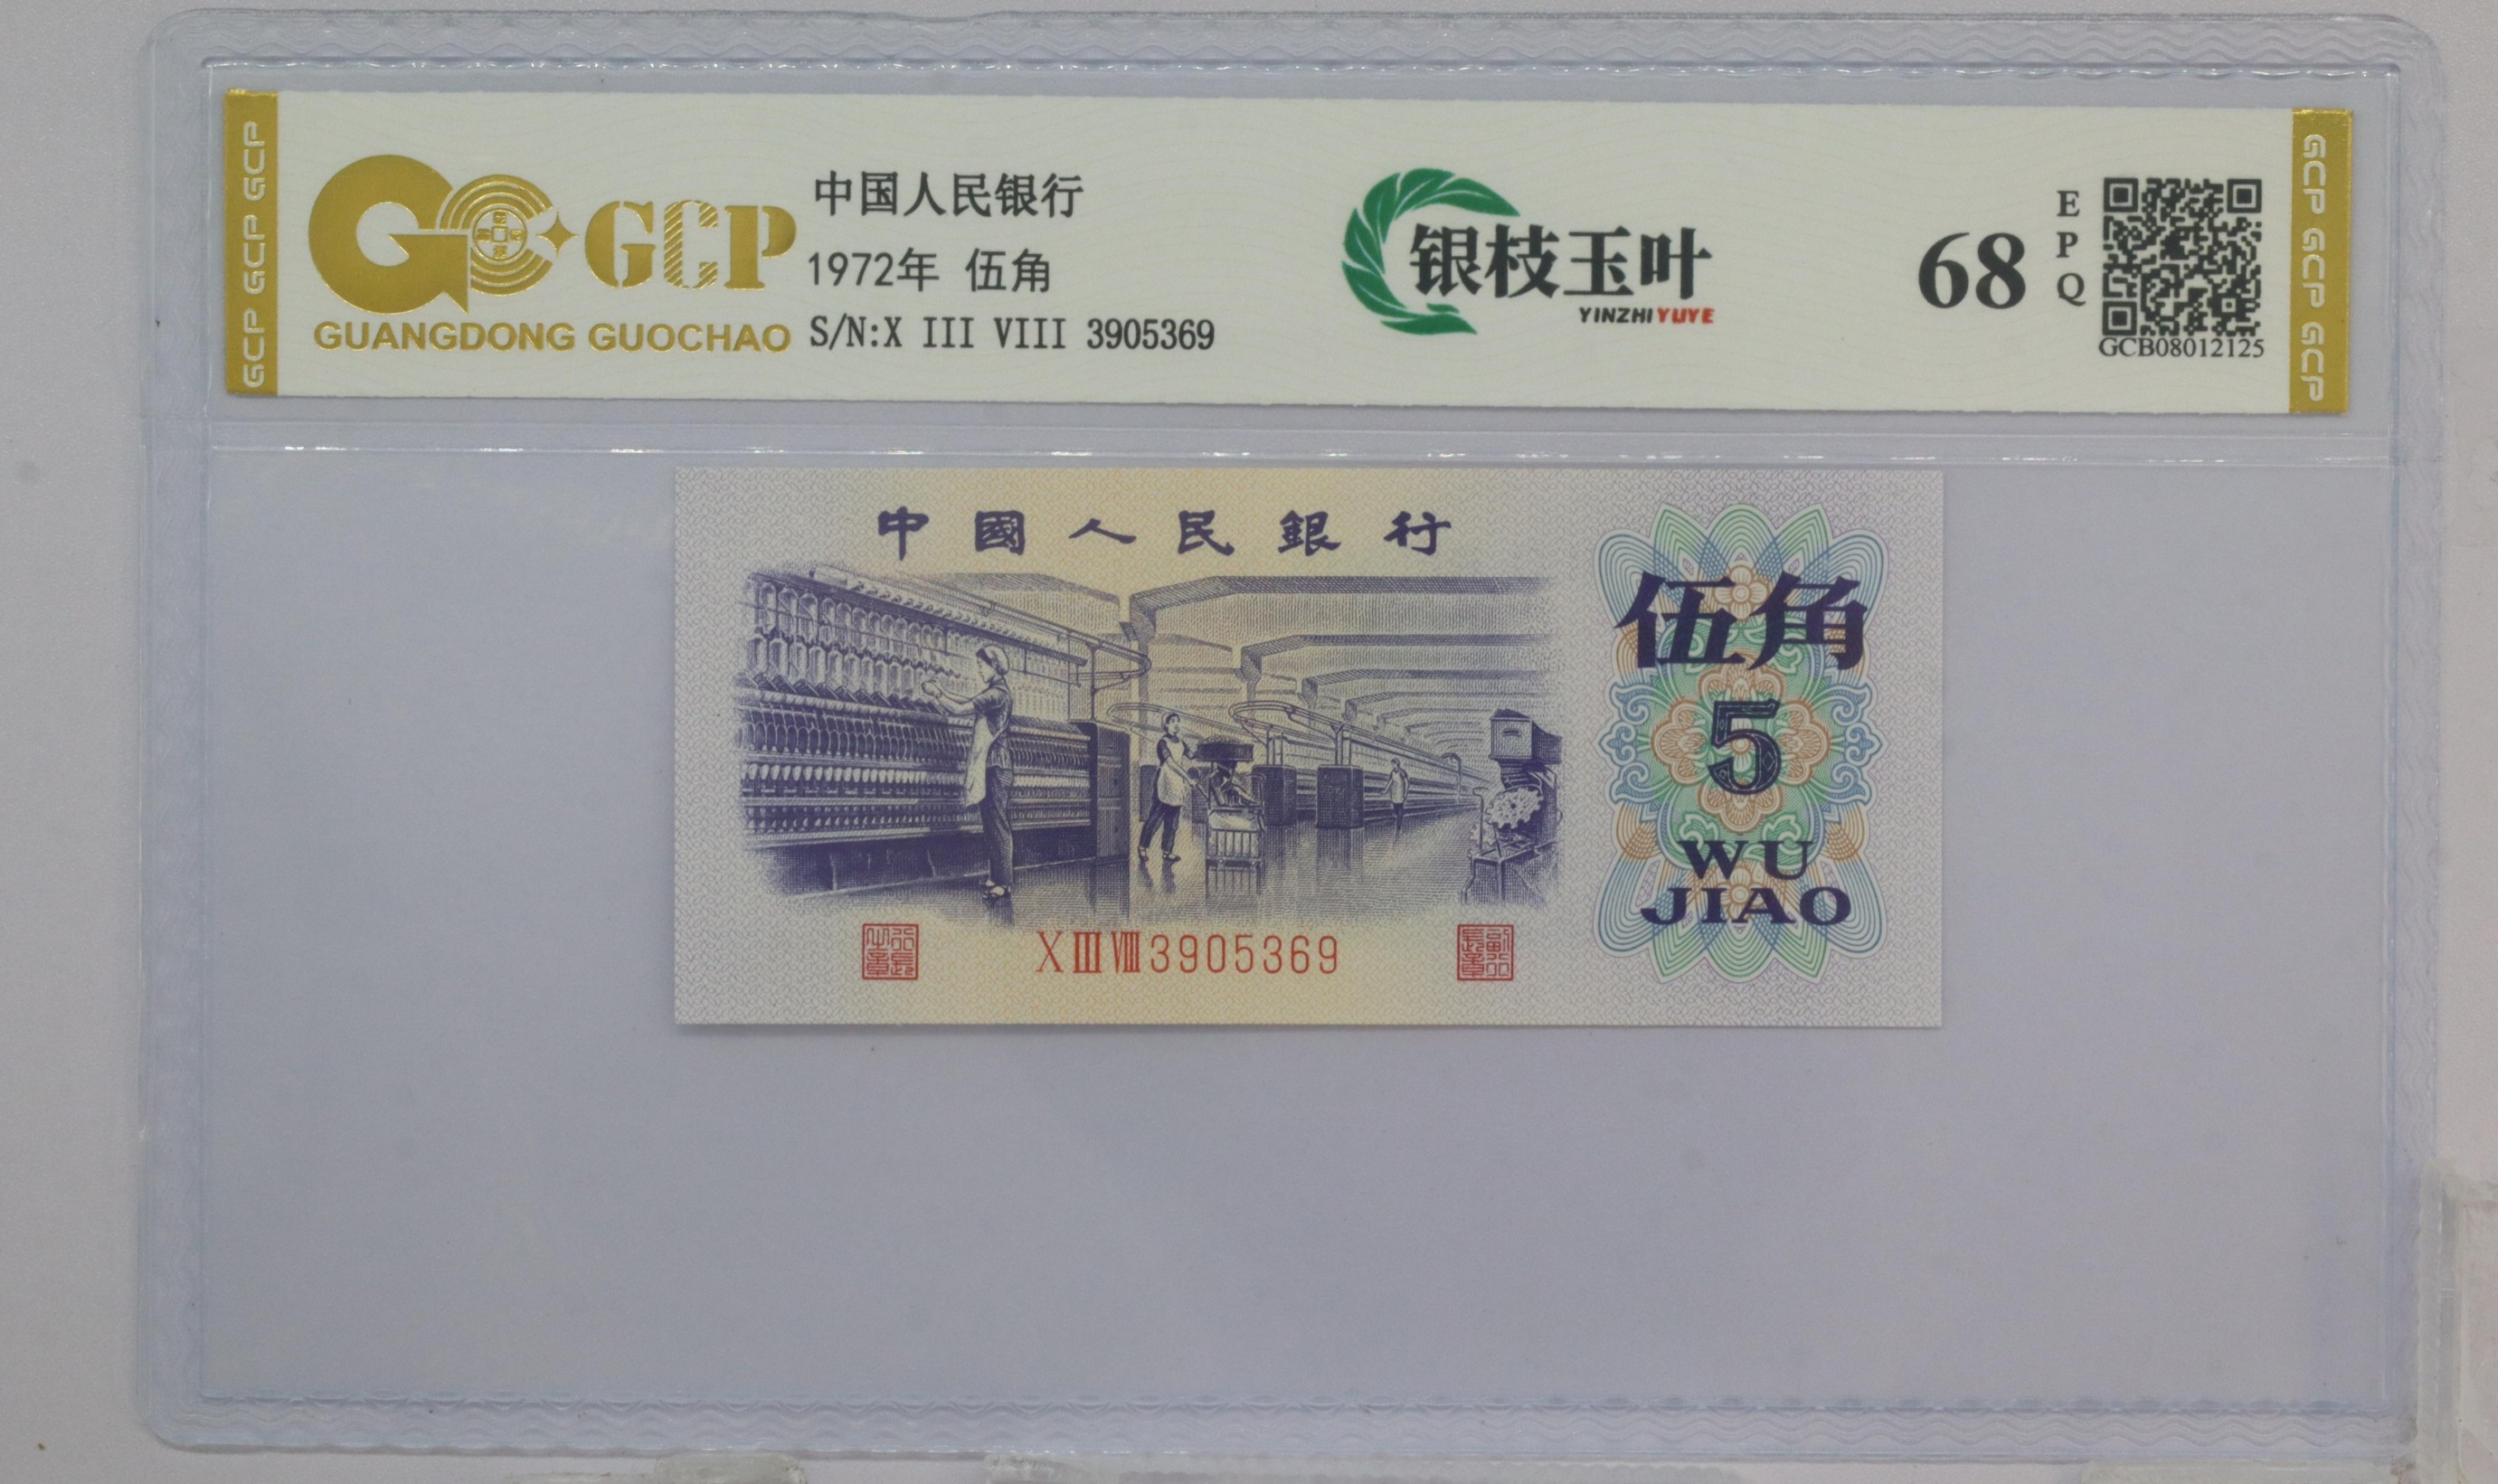 GCP GCP GCP
GCP
GUANGDONG GUOCHAO
中国人民银行
1972年 伍角
S/N:X III VIII 3905369
银枝玉叶
YINZHIYUYE
68
EPQ
GCB08012125
GCP GCP GCP
中國人民銀行
伍角
5
WU
JIAO
X III VIII 3905369